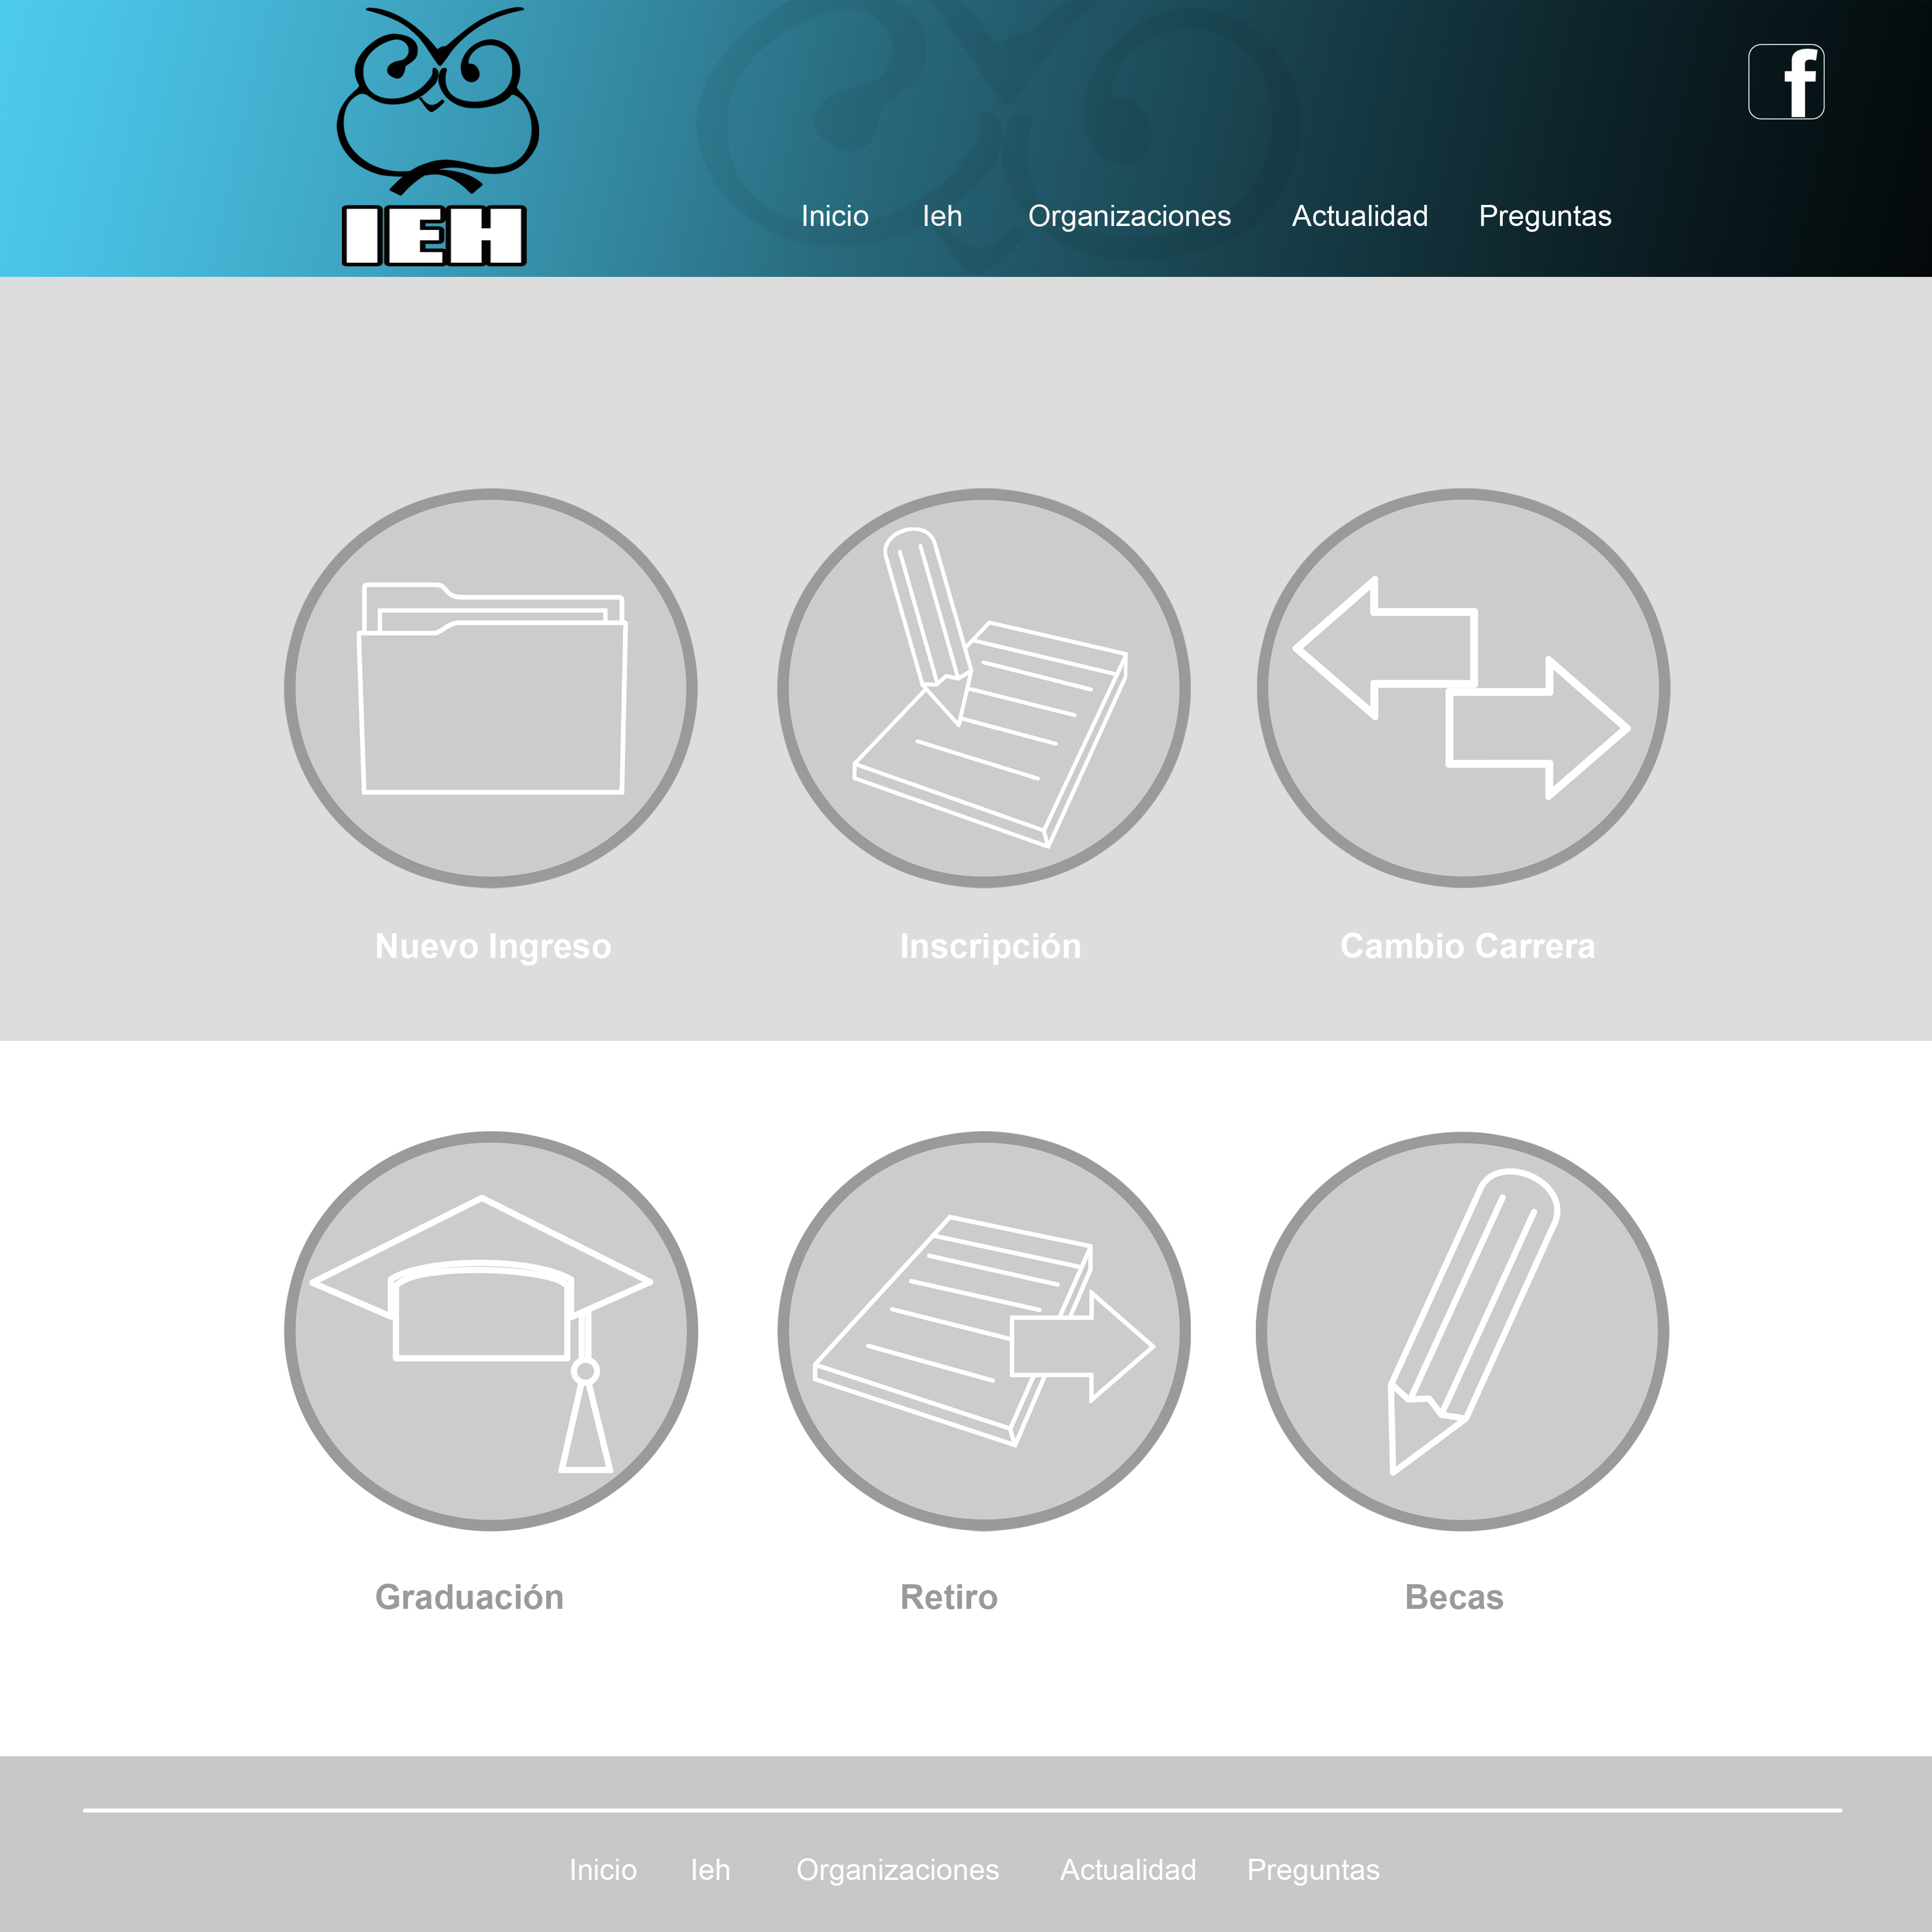 IEH
f
Inicio Ieh Organizaciones Actualidad Preguntas
Nuevo Ingreso Inscripción Cambio Carrera
Graduación Retiro Becas
Inicio Ieh Organizaciones Actualidad Preguntas